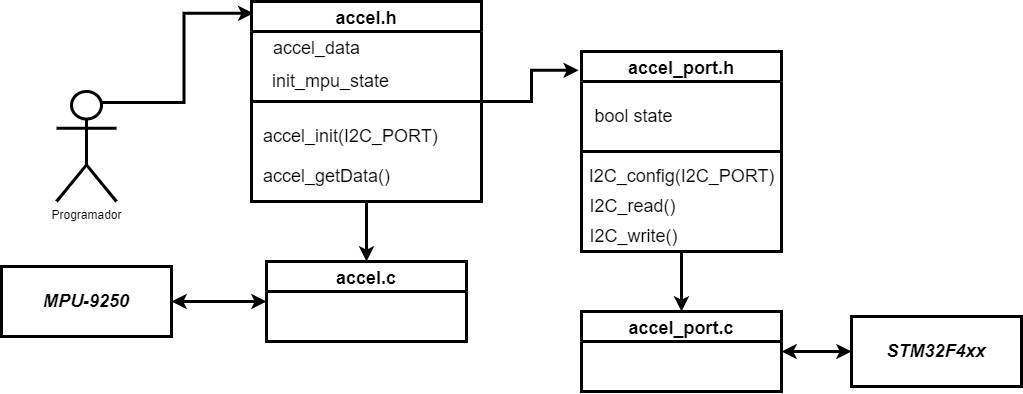 accel.h
accel_data
init_mpu_state
accel_init(I2C_PORT)
accel_getData()
Programador
accel_port.h
bool state
I2C_config(I2C_PORT)
I2C_read()
I2C_write()
accel.c
MPU-9250
accel_port.c
STM32F4xx